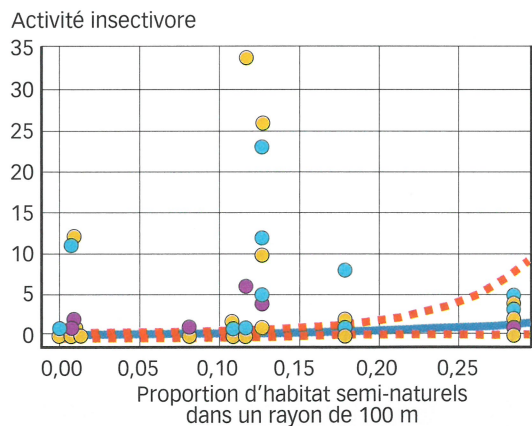 Activité insectivore
35
30
25
20
15
10
5
0
0,00 0,05 0,10 0,15 0,20 0,25
Proportion d'habitat semi-naturels
dans un rayon de 100 m